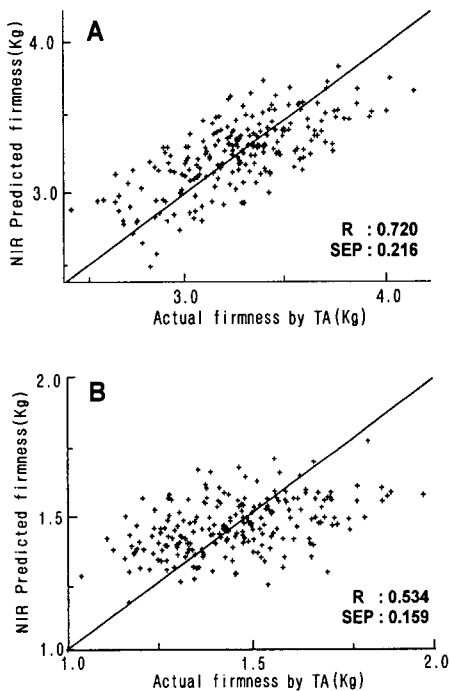 A
4.0
3.0
NIR Predicted firmness(Kg)
R : 0.720
SEP : 0.216
3.0 4.0
Actual firmness by TA(Kg)
B
2.0
1.5
1.0
NIR Predicted firmness(Kg)
R : 0.534
SEP : 0.159
1.0 1.5 2.0
Actual firmness by TA(Kg)